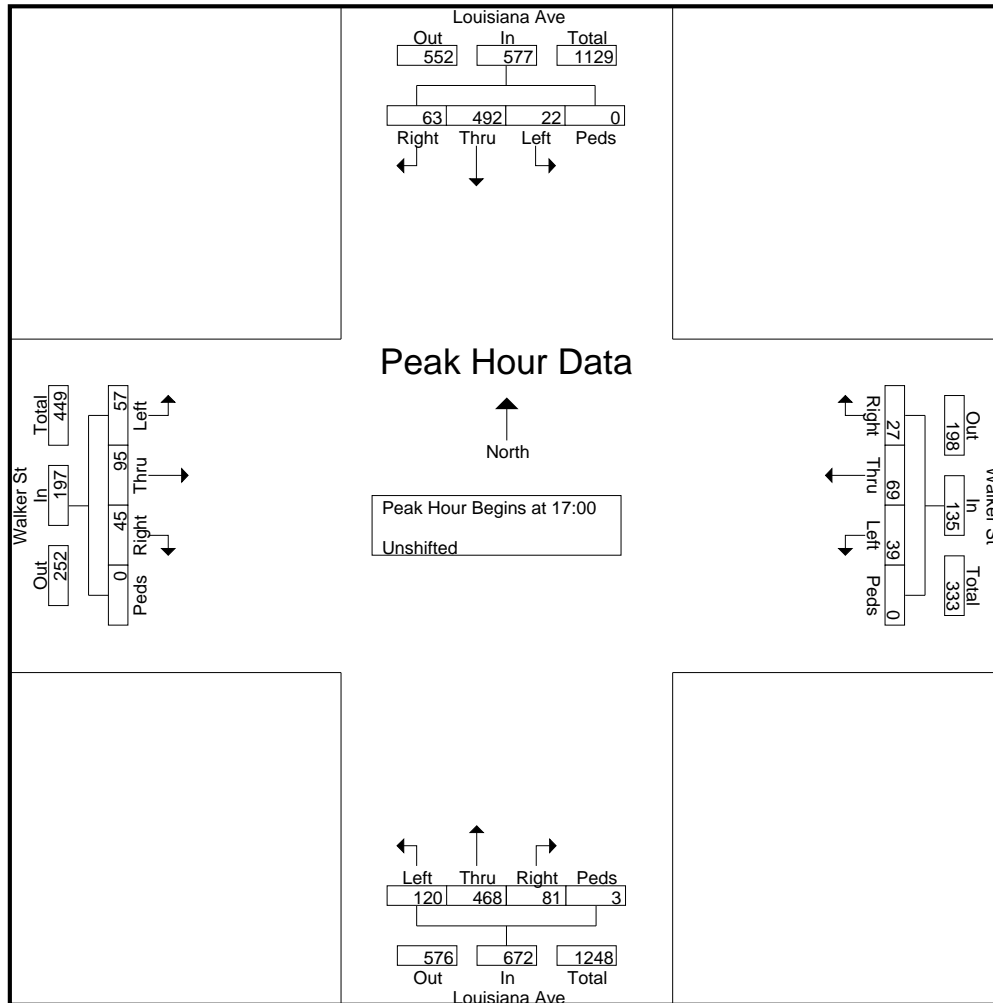 Louisiana Ave
Out In Total
552 577 1129
63 492 22 0
Right Thru Left Peds
Peak Hour Data
North
Peak Hour Begins at 17:00
Unshifted
Walker St
Out In Total
252 197 449
Left Thru Right Peds
57 95 45 0
Walker St
Out In Total
198 135 333
Right Thru Left Peds
27 69 39 0
Left Thru Right Peds
120 468 81 3
576 672 1248
Out In Total
Louisiana Ave